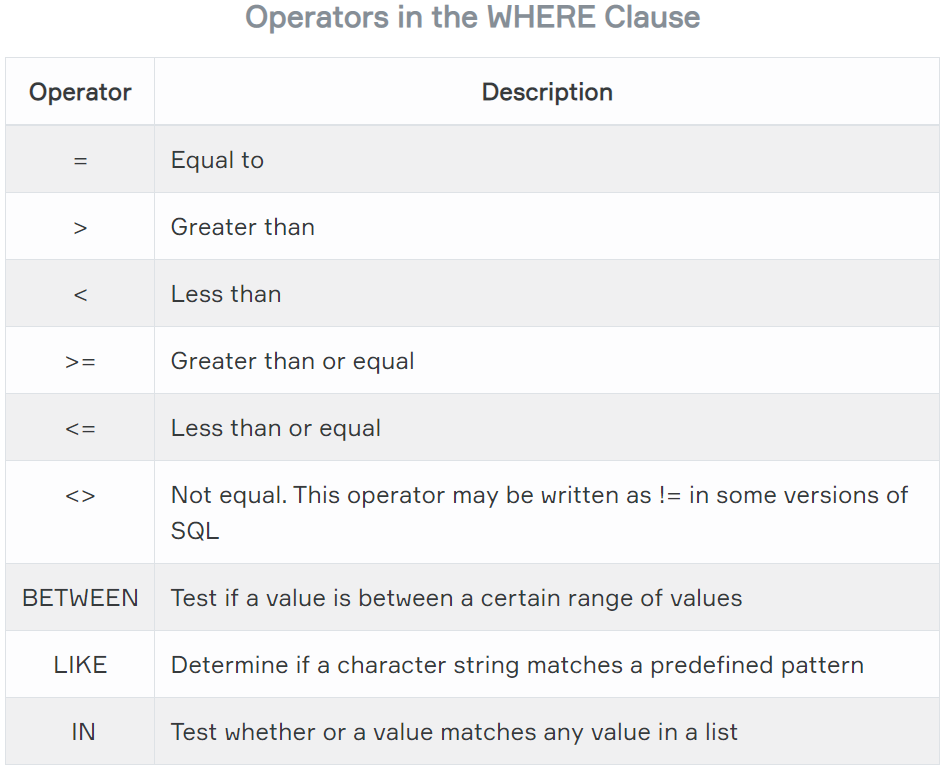 Operators in the WHERE Clause
Operator Description
= Equal to
> Greater than
< Less than
>= Greater than or equal
<= Less than or equal
<> Not equal. This operator may be written as != in some versions of
SQL
BETWEEN Test if a value is between a certain range of values
LIKE Determine if a character string matches a predefined pattern
IN Test whether or a value matches any value in a list